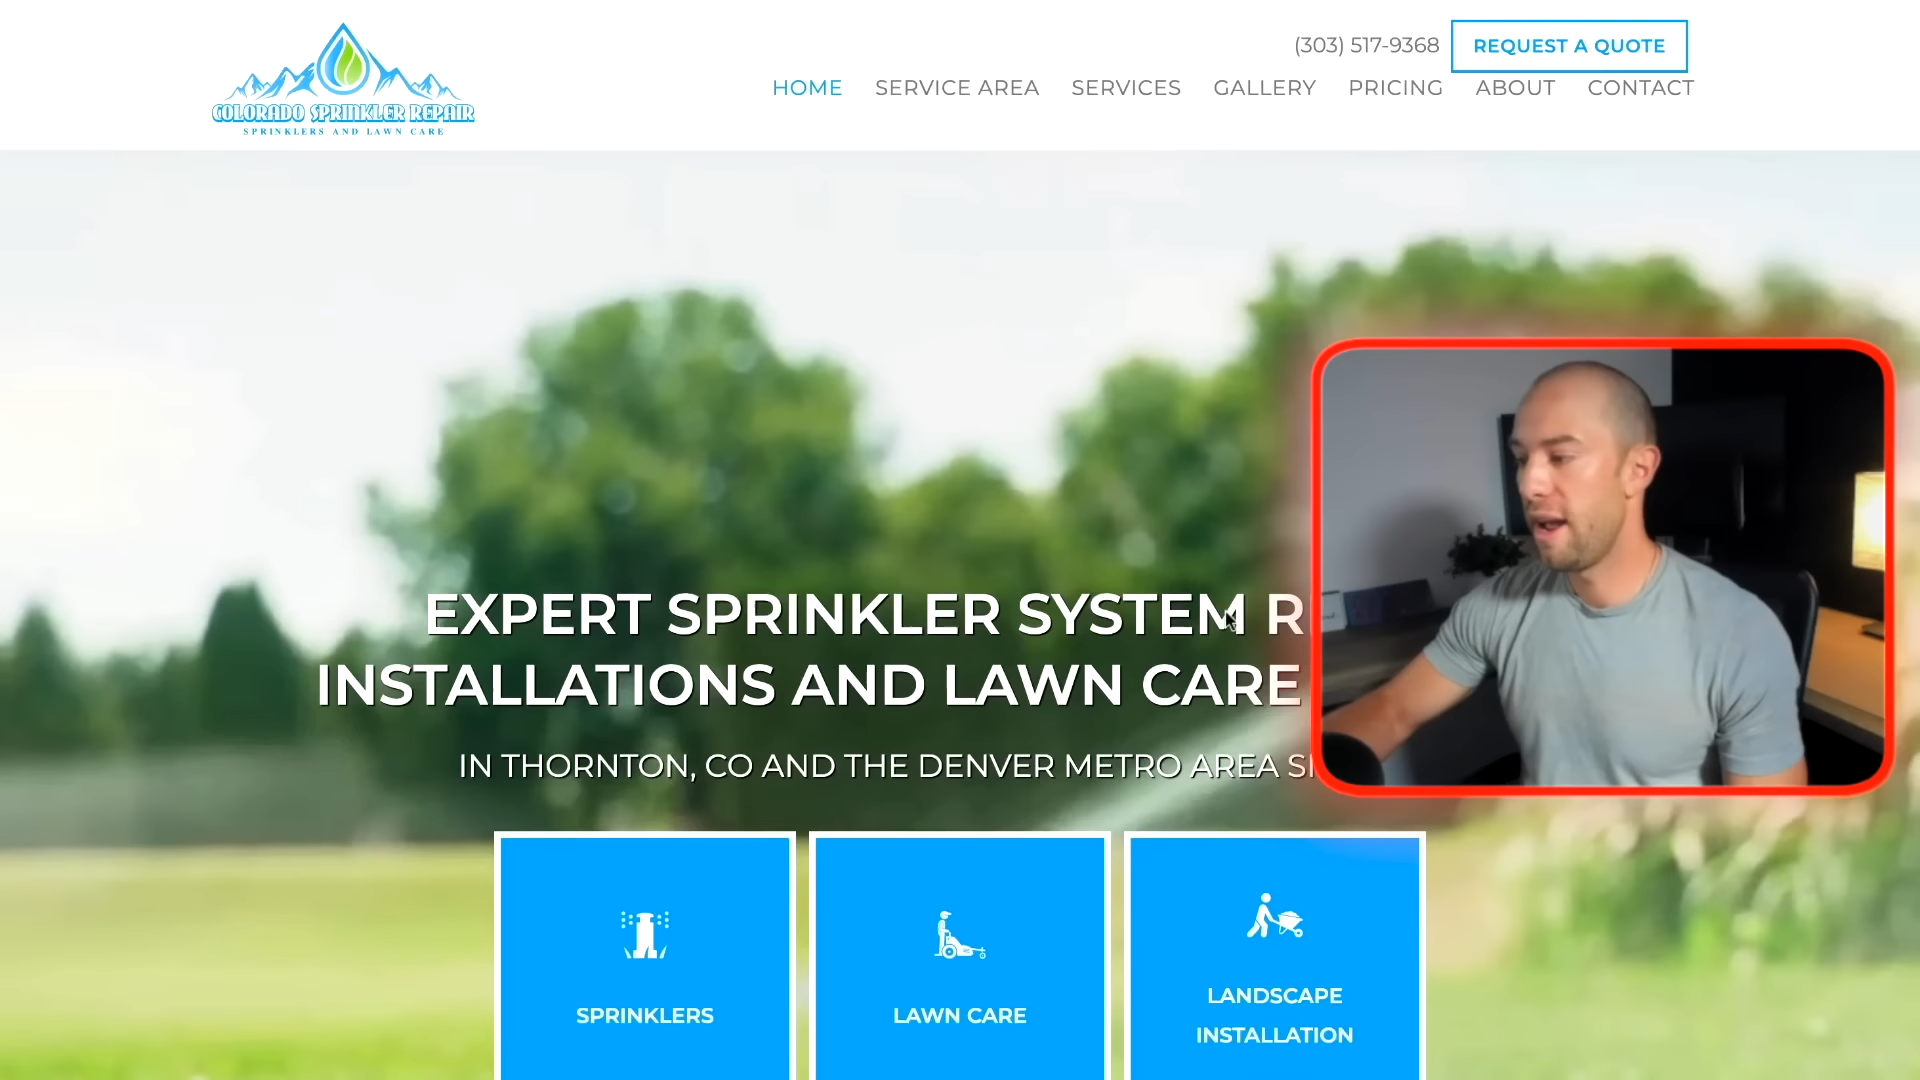 (303) 517-9368
REQUEST A QUOTE
COLORADO SPRINKLER REPAIR
SPRINKLERS AND LAWN CARE
HOME SERVICE AREA SERVICES GALLERY PRICING ABOUT CONTACT
EXPERT SPRINKLER SYSTEM
INSTALLATIONS AND LAWN CARE
IN THORNTON, CO AND THE DENVER METRO AREA
SPRINKLERS
LAWN CARE
LANDSCAPE
INSTALLATION